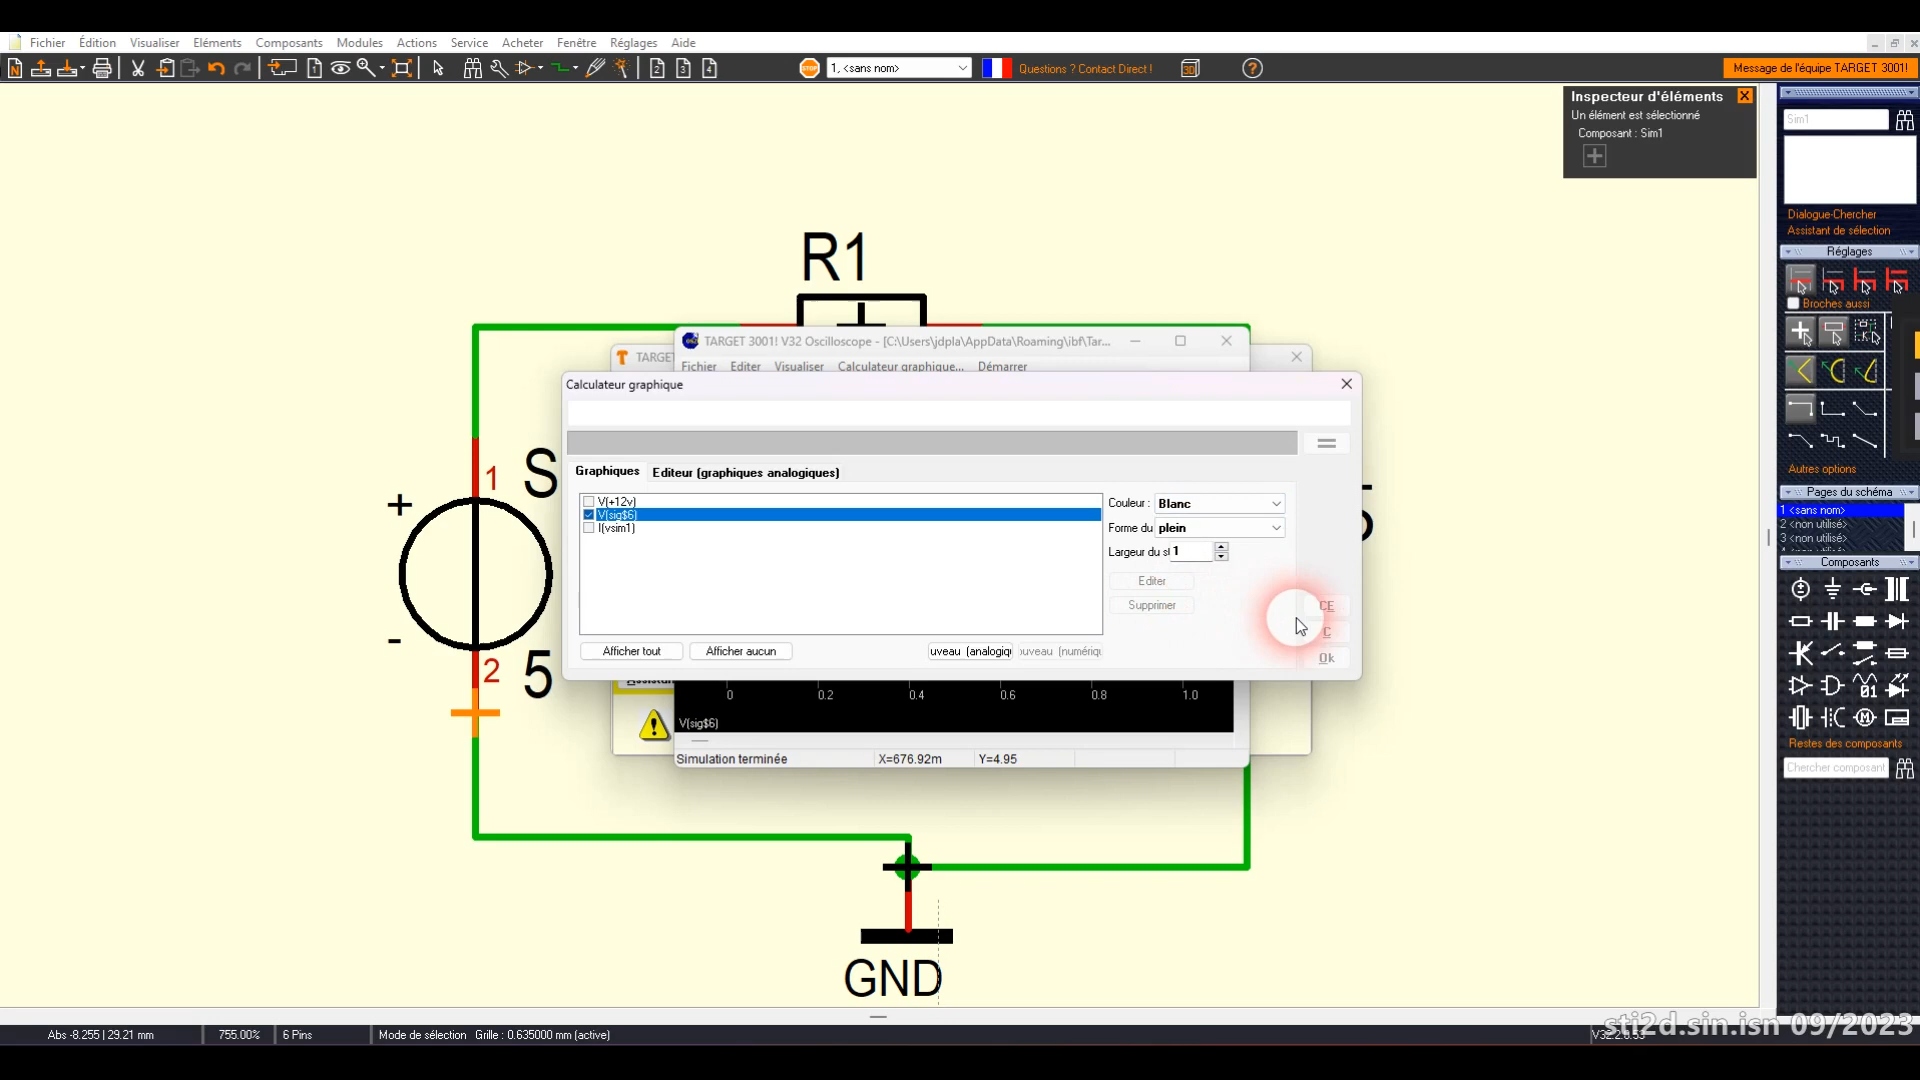 Fichier Édition Visualiser Eléments Composants Modules Actions Service Acheter Fenêtre Réglages Aide
1, <sans nom>
Questions ? Contact Direct !
Message de l'équipe TARGET 3001!
Inspecteur d'éléments
Un élément est sélectionné
Composant : Sim1
Sim1
Dialogue-Chercher
Assistant de sélection
Réglages
Broches aussi
Autres options
Pages du schéma
1 <sans nom>
2 <non utilisé>
3 <non utilisé>
Composants
Restes des composants
Chercher composant
R1
TARGET
TARGET 3001! V32 Oscilloscope - [C:\Users\jdpla\AppData\Roaming\ibf\Tar...
Fichier Editer Visualiser Calculateur graphique... Démarrer
Calculateur graphique
Graphiques
Editeur (graphiques analogiques)
V(+12v)
V(sig$6)
I(vsim1)
Couleur : Blanc
Forme du plein
Largeur du st 1
Editer
Supprimer
CE
C
Ok
Afficher tout
Afficher aucun
uveau (analogiqu
ouveau (numériqu
0 0.2 0.4 0.6 0.8 1.0
V(sig$6)
Simulation terminée X=676.92m Y=4.95
+
1
S
-
2
5
GND
Abs -8.255 | 29.21 mm
755.00%
6 Pins
Mode de sélection Grille : 0.635000 mm (active)
sti2d.sin.isn 09/2023